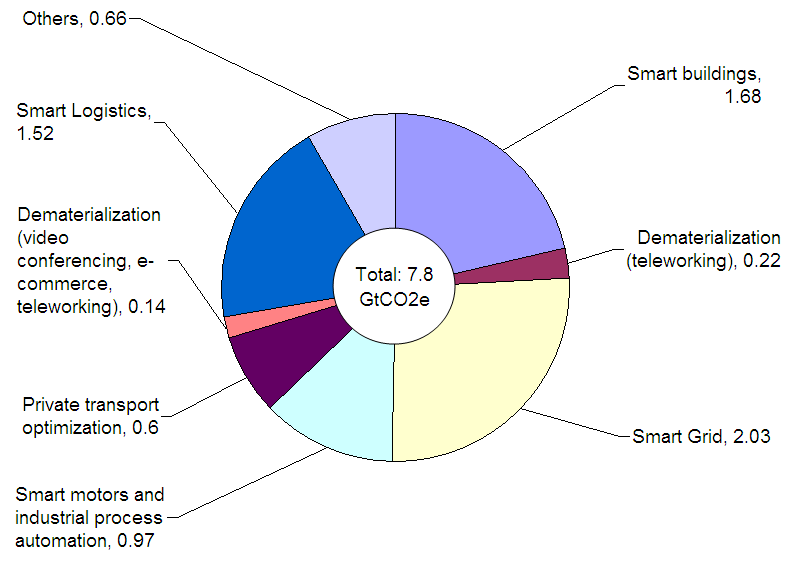 Others, 0.66
Smart buildings,
1.68
Smart Logistics,
1.52
Dematerialization
(video
conferencing, e-
commerce,
teleworking), 0.14
Dematerialization
(teleworking), 0.22
Total: 7.8
GtCO2e
Private transport
optimization, 0.6
Smart Grid, 2.03
Smart motors and
industrial process
automation, 0.97